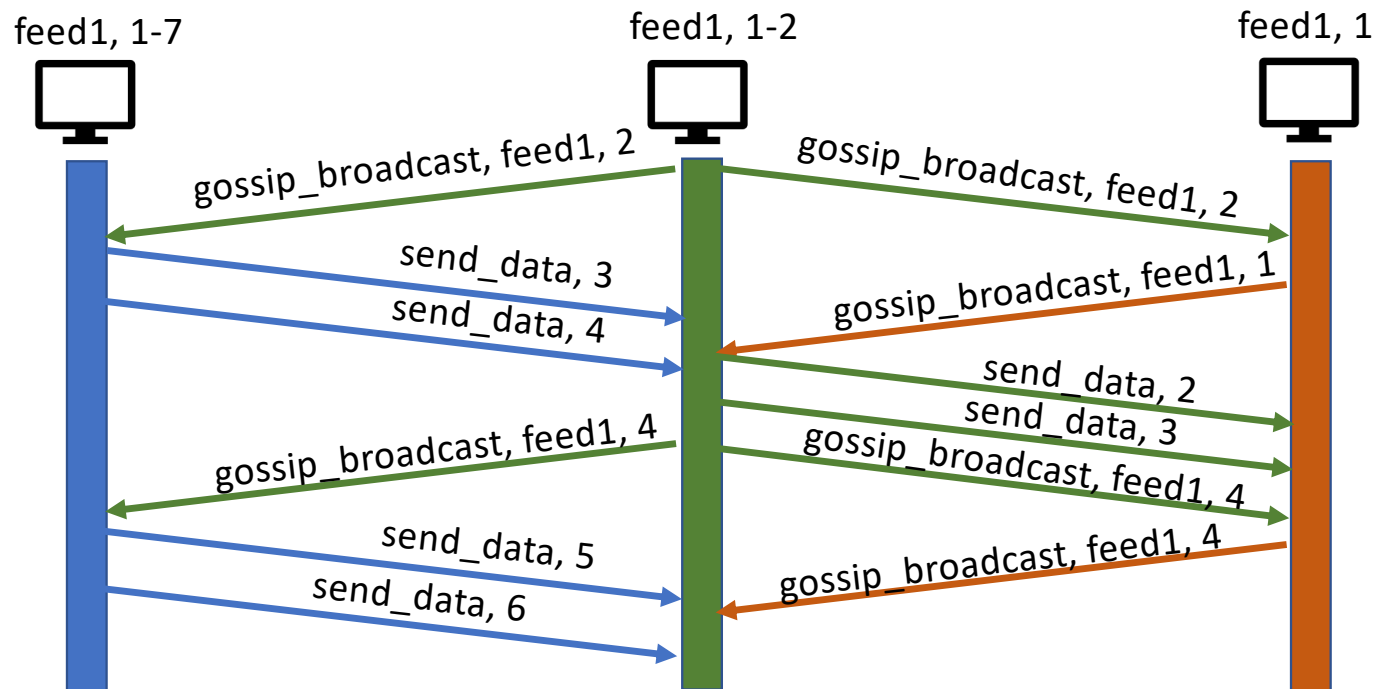 feed1, 1-7
feed1, 1-2
feed1, 1
gossip_broadcast, feed1, 2
gossip_broadcast, feed1, 2
send_data, 3
gossip_broadcast, feed1, 1
send_data, 4
send_data, 2
send_data, 3
gossip_broadcast, feed1, 4
gossip_broadcast, feed1, 4
send_data, 5
gossip_broadcast, feed1, 4
send_data, 6